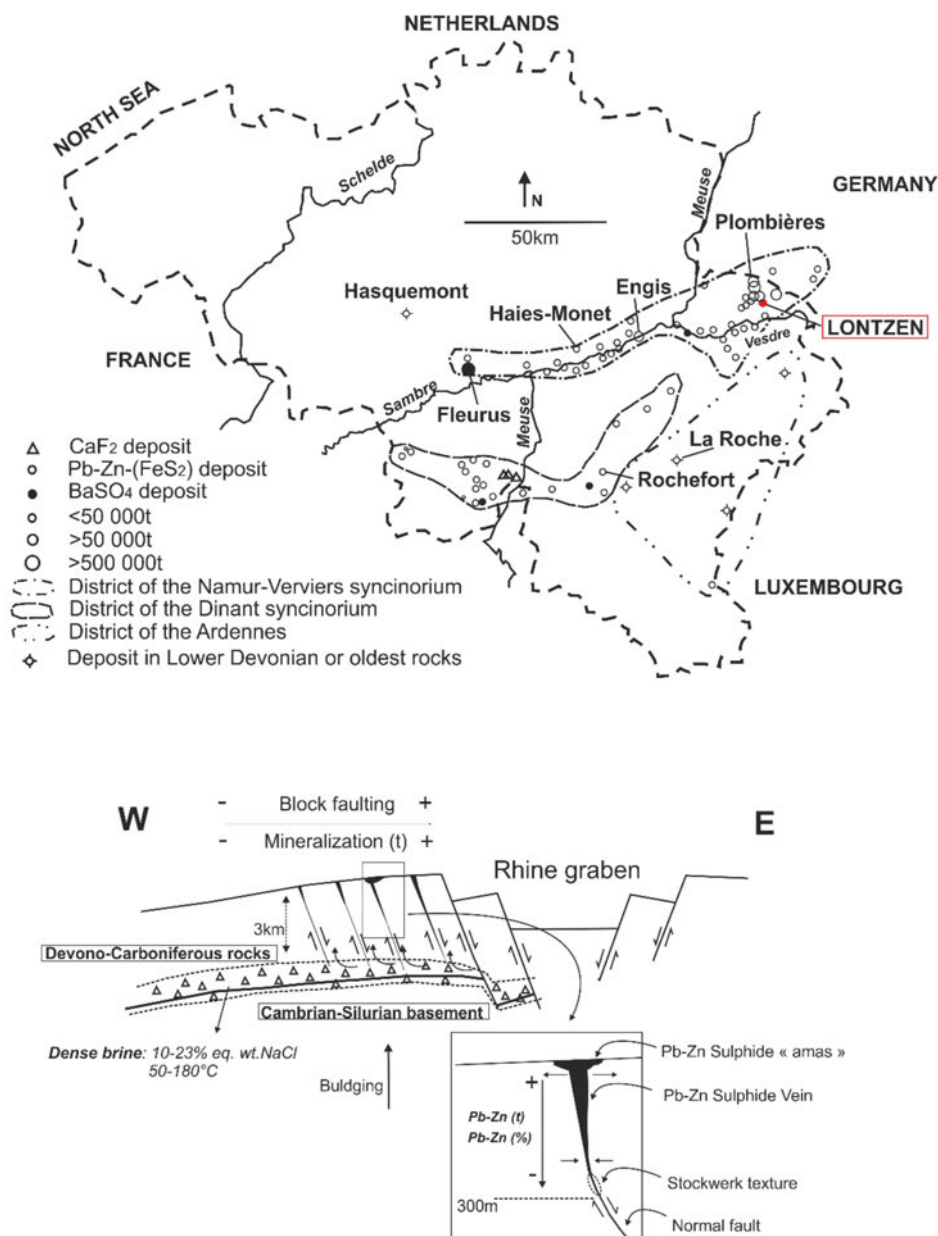 NETHERLANDS
NORTH SEA
Schelde
N
50km
Meuse
GERMANY
Plombières
Hasquemont
Engis
Haies-Monet
LONTZEN
Vesdre
FRANCE
Sambre
Fleurus
Meuse
La Roche
Rochefort
LUXEMBOURG
CaF2 deposit
Pb-Zn-(FeS2) deposit
BaSO4 deposit
<50 000t
>50 000t
>500 000t
District of the Namur-Verviers syncinorium
District of the Dinant syncinorium
District of the Ardennes
Deposit in Lower Devonian or oldest rocks
W
- Block faulting +
- Mineralization (t) +
E
Rhine graben
3km
Devono-Carboniferous rocks
Cambrian-Silurian basement
Dense brine: 10-23% eq. wt.NaCl
50-180°C
Buldging
Pb-Zn Sulphide « amas »
+
Pb-Zn Sulphide Vein
Pb-Zn (t)
Pb-Zn (%)
-
Stockwerk texture
300m
Normal fault